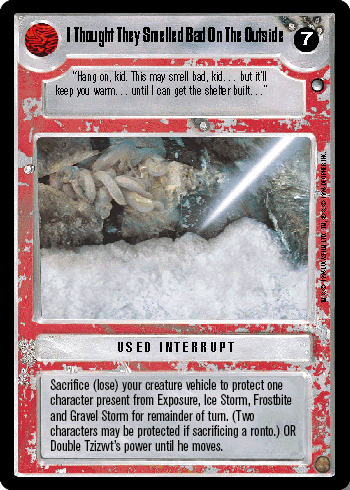 I Thought They Smelled Bad On The Outside
7
"Hang on, kid. This may smell bad, kid. . . but it'll
keep you warm. . . until I can get the shelter built. . ."
USED INTERRUPT
Sacrifice (lose) your creature vehicle to protect one
character present from Exposure, Ice Storm, Frostbite
and Gravel Storm for remainder of turn. (Two
characters may be protected if sacrificing a ronto.) OR
Double Tzizvvt's power until he moves.